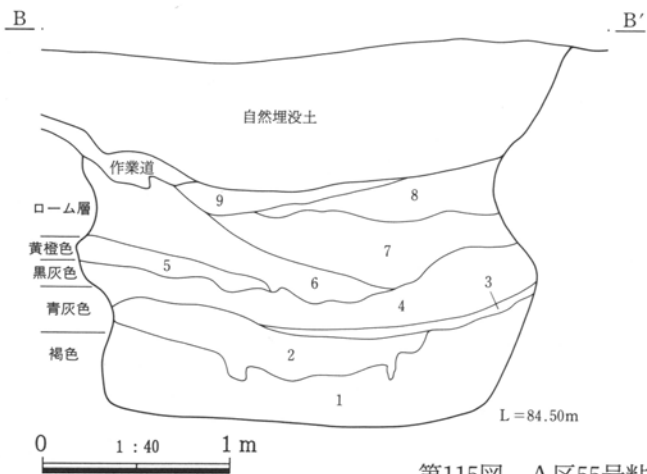 B B′
自然埋没土
作業道
9 8
ローム層
7
黄橙色
5
黒灰色
6
3
4
青灰色
2
褐色
1
L=84.50m
0 1:40 1m
第115図 A区55号粘